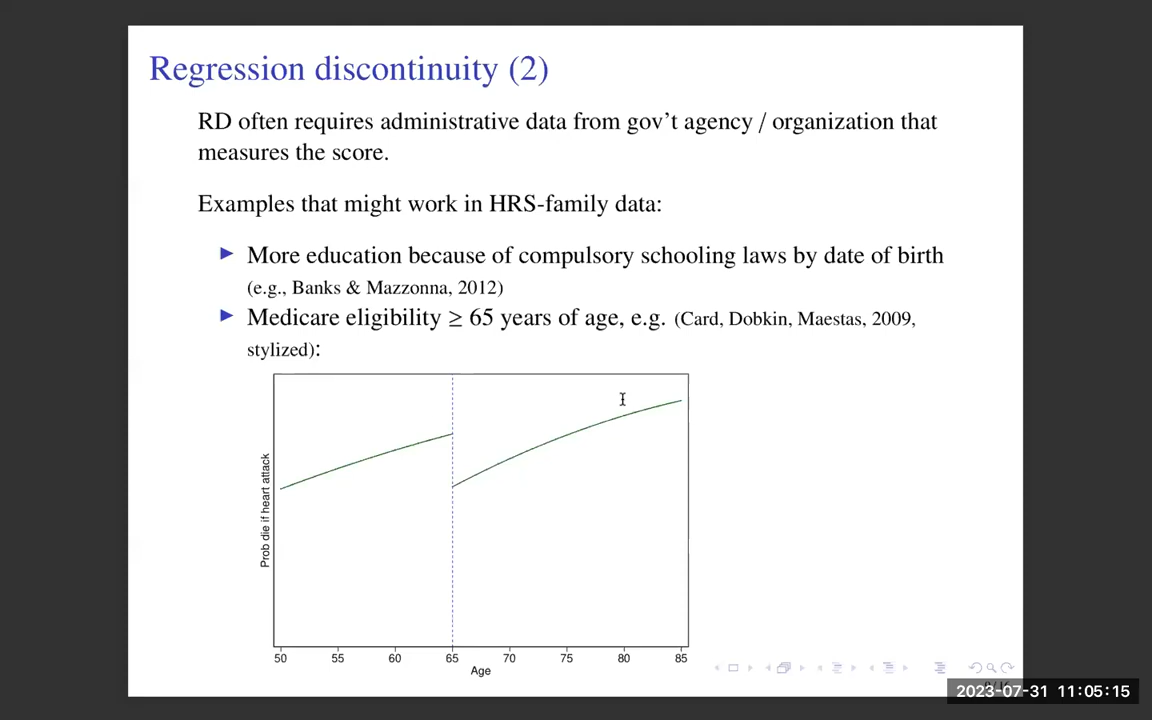 Regression discontinuity (2)
RD often requires administrative data from gov't agency / organization that
measures the score.
Examples that might work in HRS-family data:
More education because of compulsory schooling laws by date of birth
(e.g., Banks & Mazzonna, 2012)
Medicare eligibility ≥ 65 years of age, e.g. (Card, Dobkin, Maestas, 2009,
stylized):
Prob die if heart attack
50 55 60 65 70 75 80 85
Age
2023-07-31 11:05:15